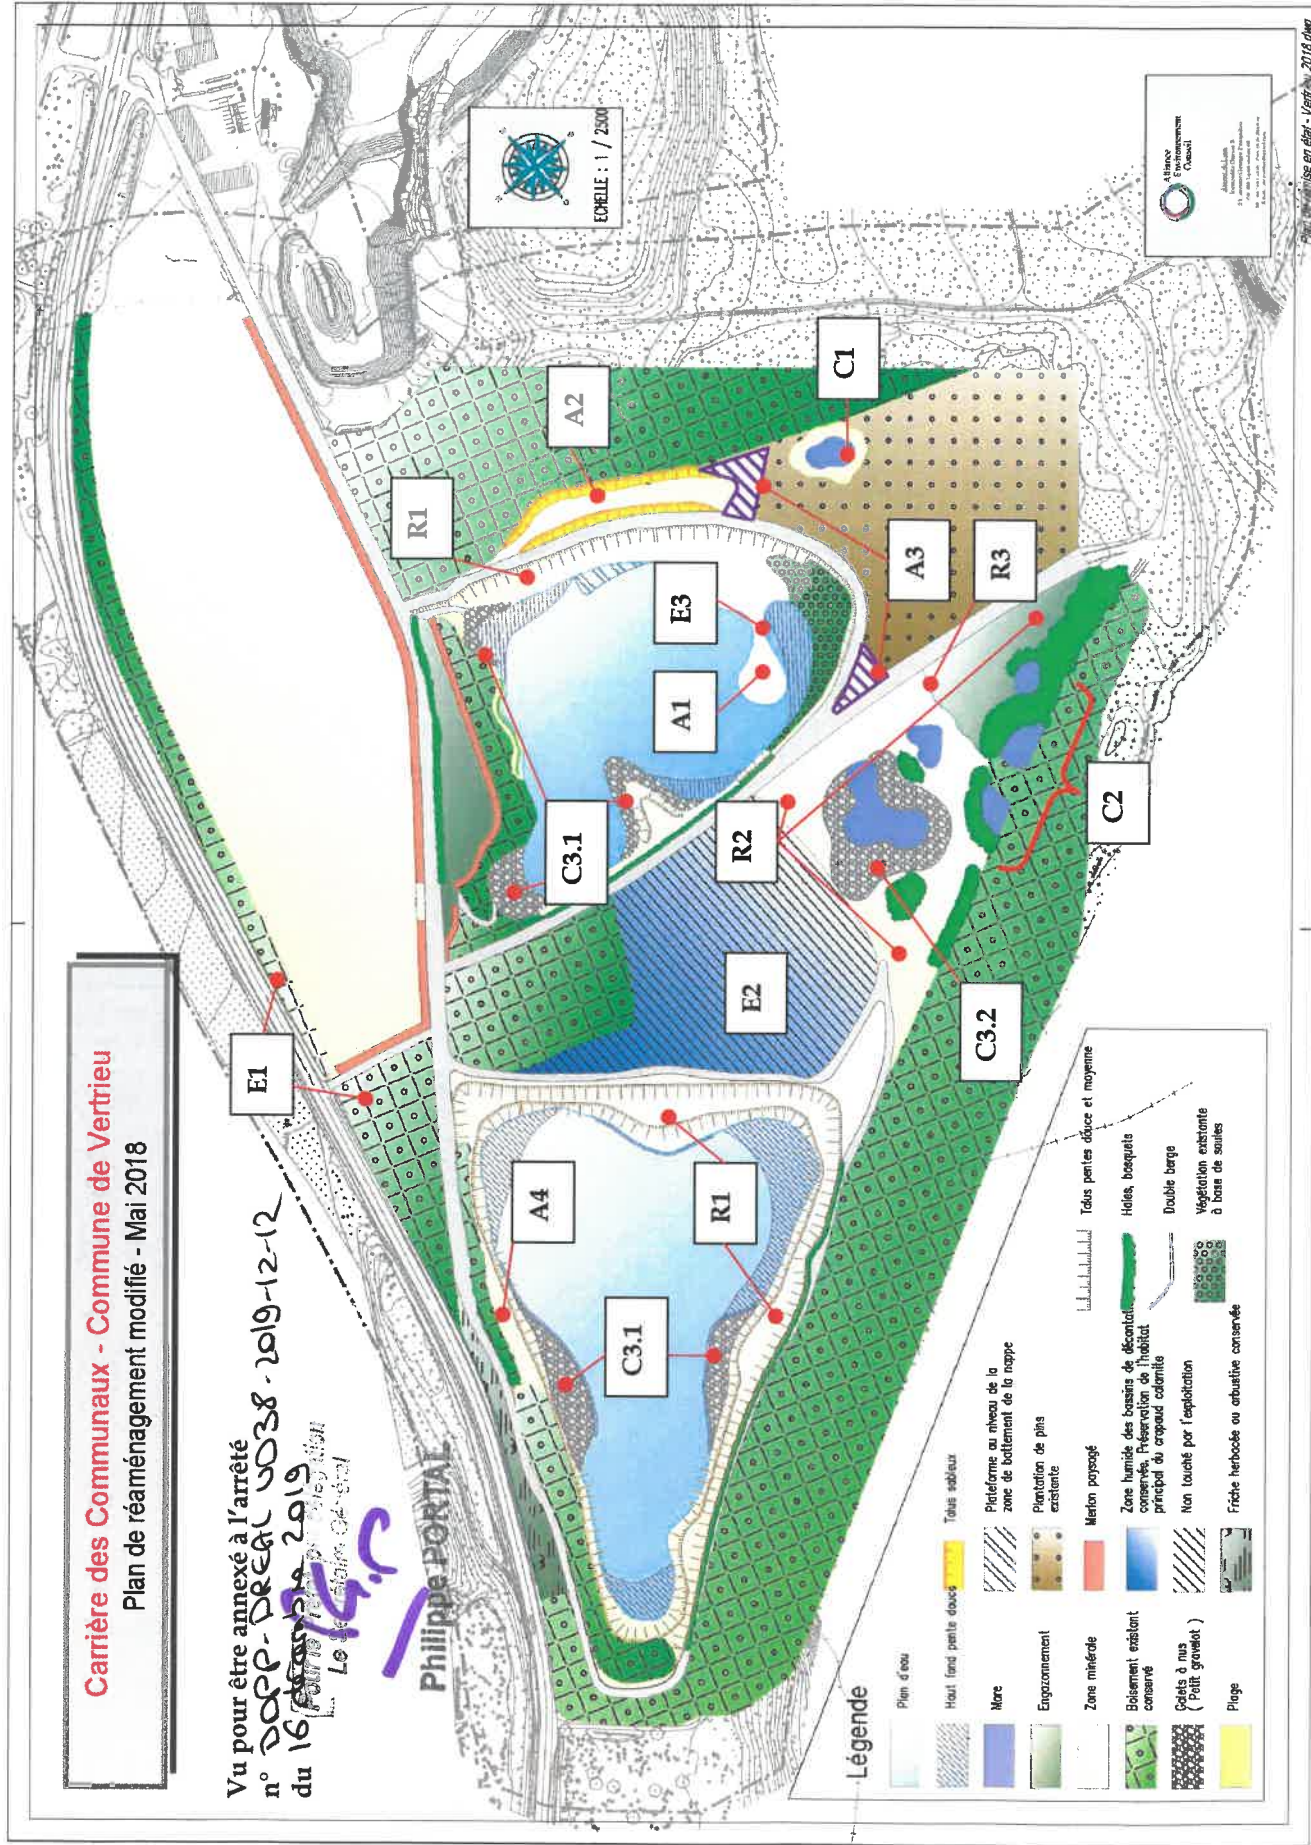 Carrière des Communaux - Commune de Vertrieu
Plan de réaménagement modifié - Mai 2018
Vu pour être annexé à l'arrêté
n° DDPP-DREAL UD38-2019-12-12
du 16 décembre 2019
Philippe PORTAL
ECHELLE : 1 / 2500
E1
R1
A2
C1
A3
R3
E3
A1
C3.1
R2
C2
E2
C3.2
A4
R1
C3.1
Légende
Plan d'eau
Haut fond pente douce
Mare
Engazonnement
Zone minérale
Boisement existant
conservé
Galets à nus
( Petit gravelot )
Plage
Talus sableux
Plateforme au niveau de la
zone de battement de la nappe
Plantation de pins
existante
Merlon paysagé
Zone humide des bassins de décantat
conservée. Préservation de l'habitat
principal du crapaud calamite
Non touché par l'exploitation
Friche herbacée ou arbustive conservée
Talus pentes douce et moyenne
Haies, bosquets
Double berge
Végétation existante
à base de saules
Alliance
Environnement
Conseil